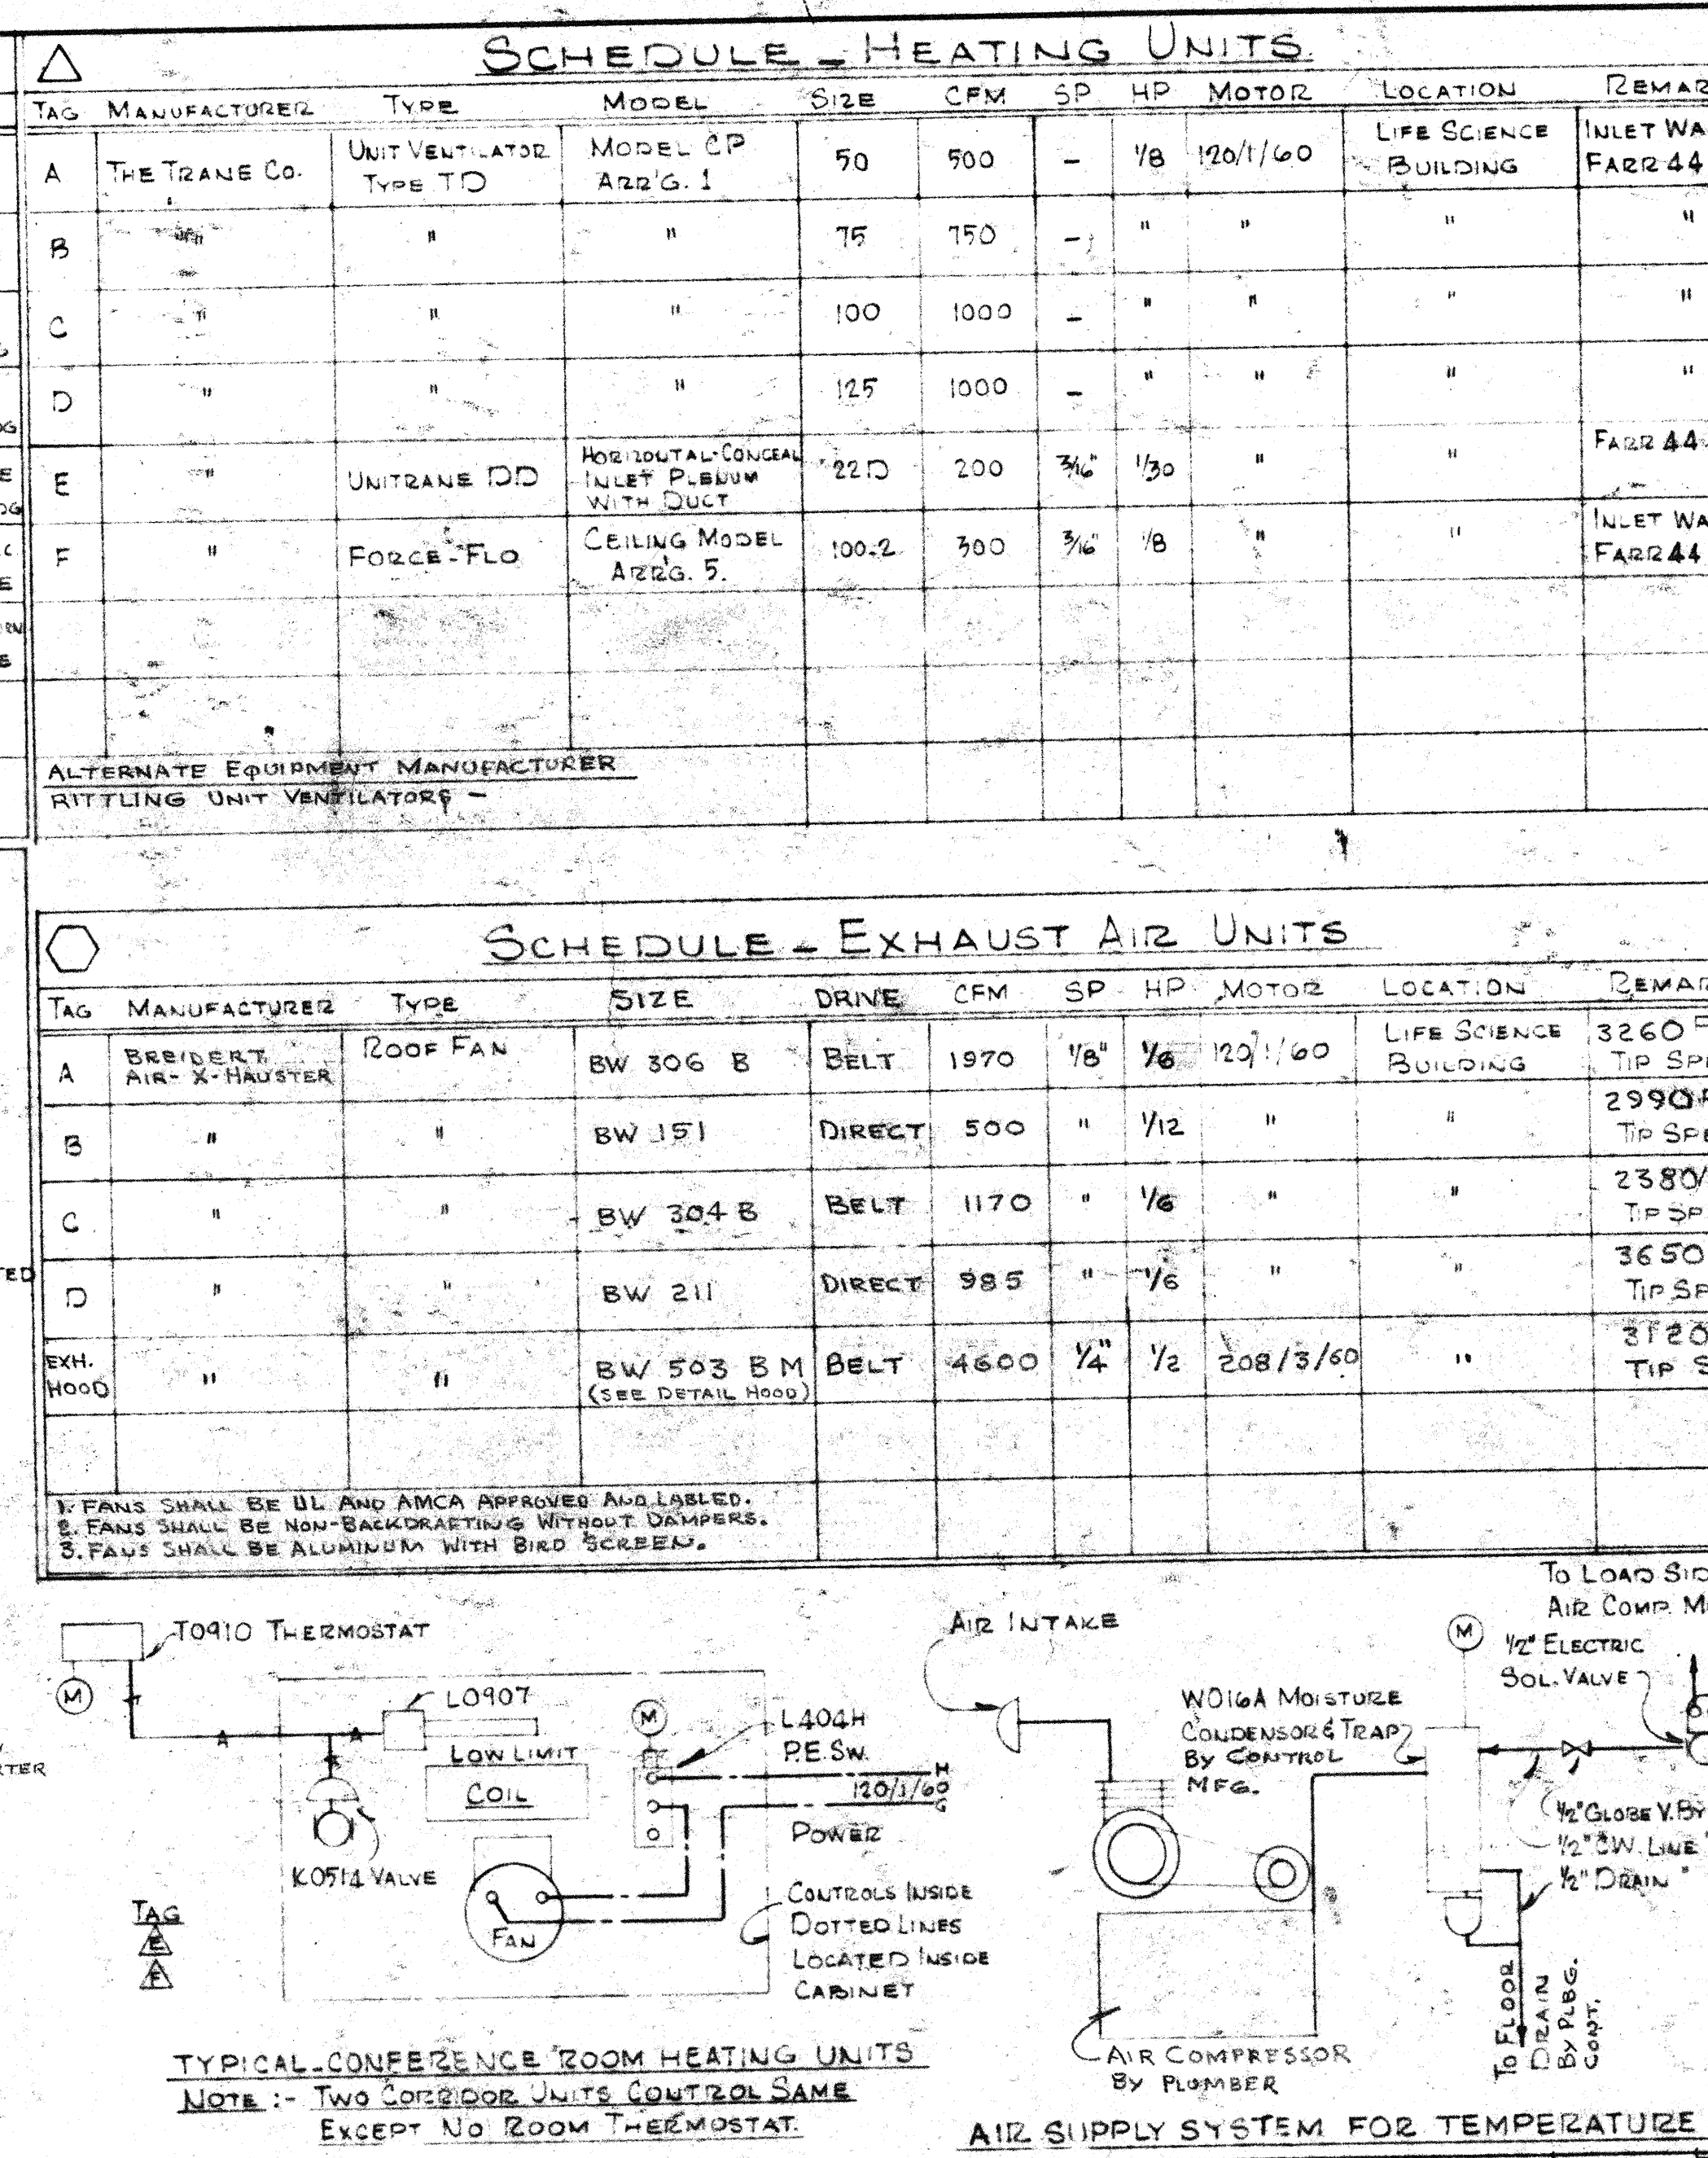 SCHEDULE - HEATING UNITS
TAG MANUFACTURER TYPE MODEL SIZE CFM SP HP MOTOR LOCATION REMAR
A THE TRANE CO. UNIT VENTILATOR TYPE TD MODEL CP ARR'G. 1 50 500 - 1/8 120/1/60 LIFE SCIENCE BUILDING INLET WA FARR 44
B " " " 75 750 - " " " "
C " " " 100 1000 - " " " "
D " " " 125 1000 - " " " "
E " UNITRANE DD HORIZONTAL-CONCEAL INLET PLENUM WITH DUCT 22D 200 3/16" 1/30 " " FARR 44
F " FORCE-FLO CEILING MODEL ARR'G. 5. 100-2 300 3/16" 1/8 " " INLET WA FARR 44
ALTERNATE EQUIPMENT MANUFACTURER
RITTLING UNIT VENTILATORS -
SCHEDULE - EXHAUST AIR UNITS
TAG MANUFACTURER TYPE SIZE DRIVE CFM SP HP MOTOR LOCATION REMAR
A BREIDERT AIR-X-HAUSTER ROOF FAN BW 306 B BELT 1970 1/8" 1/6 120/1/60 LIFE SCIENCE BUILDING 3260 F TIP SPE
B " " BW 151 DIRECT 500 " 1/12 " " 2990 F TIP SPE
C " " BW 304 B BELT 1170 " 1/6 " " 2380 TIP SP
D " " BW 211 DIRECT 985 " 1/6 " " 3650 TIP SP
EXH. HOOD " " BW 503 B M (SEE DETAIL HOOD) BELT 4600 1/4" 1/2 208/3/60 " 3120 TIP S
1. FANS SHALL BE UL AND AMCA APPROVED AND LABLED.
2. FANS SHALL BE NON-BACKDRAFTING WITHOUT DAMPERS.
3. FANS SHALL BE ALUMINUM WITH BIRD SCREEN.
TO910 THERMOSTAT
M
A A
LO907
LOW LIMIT
COIL
KO514 VALVE
M
L404H
P.E. SW.
H
120/1/60
G
POWER
FAN
CONTROLS INSIDE
DOTTED LINES
LOCATED INSIDE
CABINET
TAG
E
F
TYPICAL-CONFERENCE ROOM HEATING UNITS
NOTE :- TWO CORRIDOR UNITS CONTROL SAME
EXCEPT NO ROOM THERMOSTAT.
AIR INTAKE
WO16A MOISTURE
CONDENSOR & TRAP
BY CONTROL
MFG.
TO LOAD SID
AIR COMP. M
M
1/2" ELECTRIC
SOL. VALVE
1/2" GLOBE V. BY
1/2" CW. LINE "
1/2" DRAIN "
TO FLOOR
DRAIN
BY PLBG.
CONT.
AIR COMPRESSOR
BY PLUMBER
AIR SUPPLY SYSTEM FOR TEMPERATURE